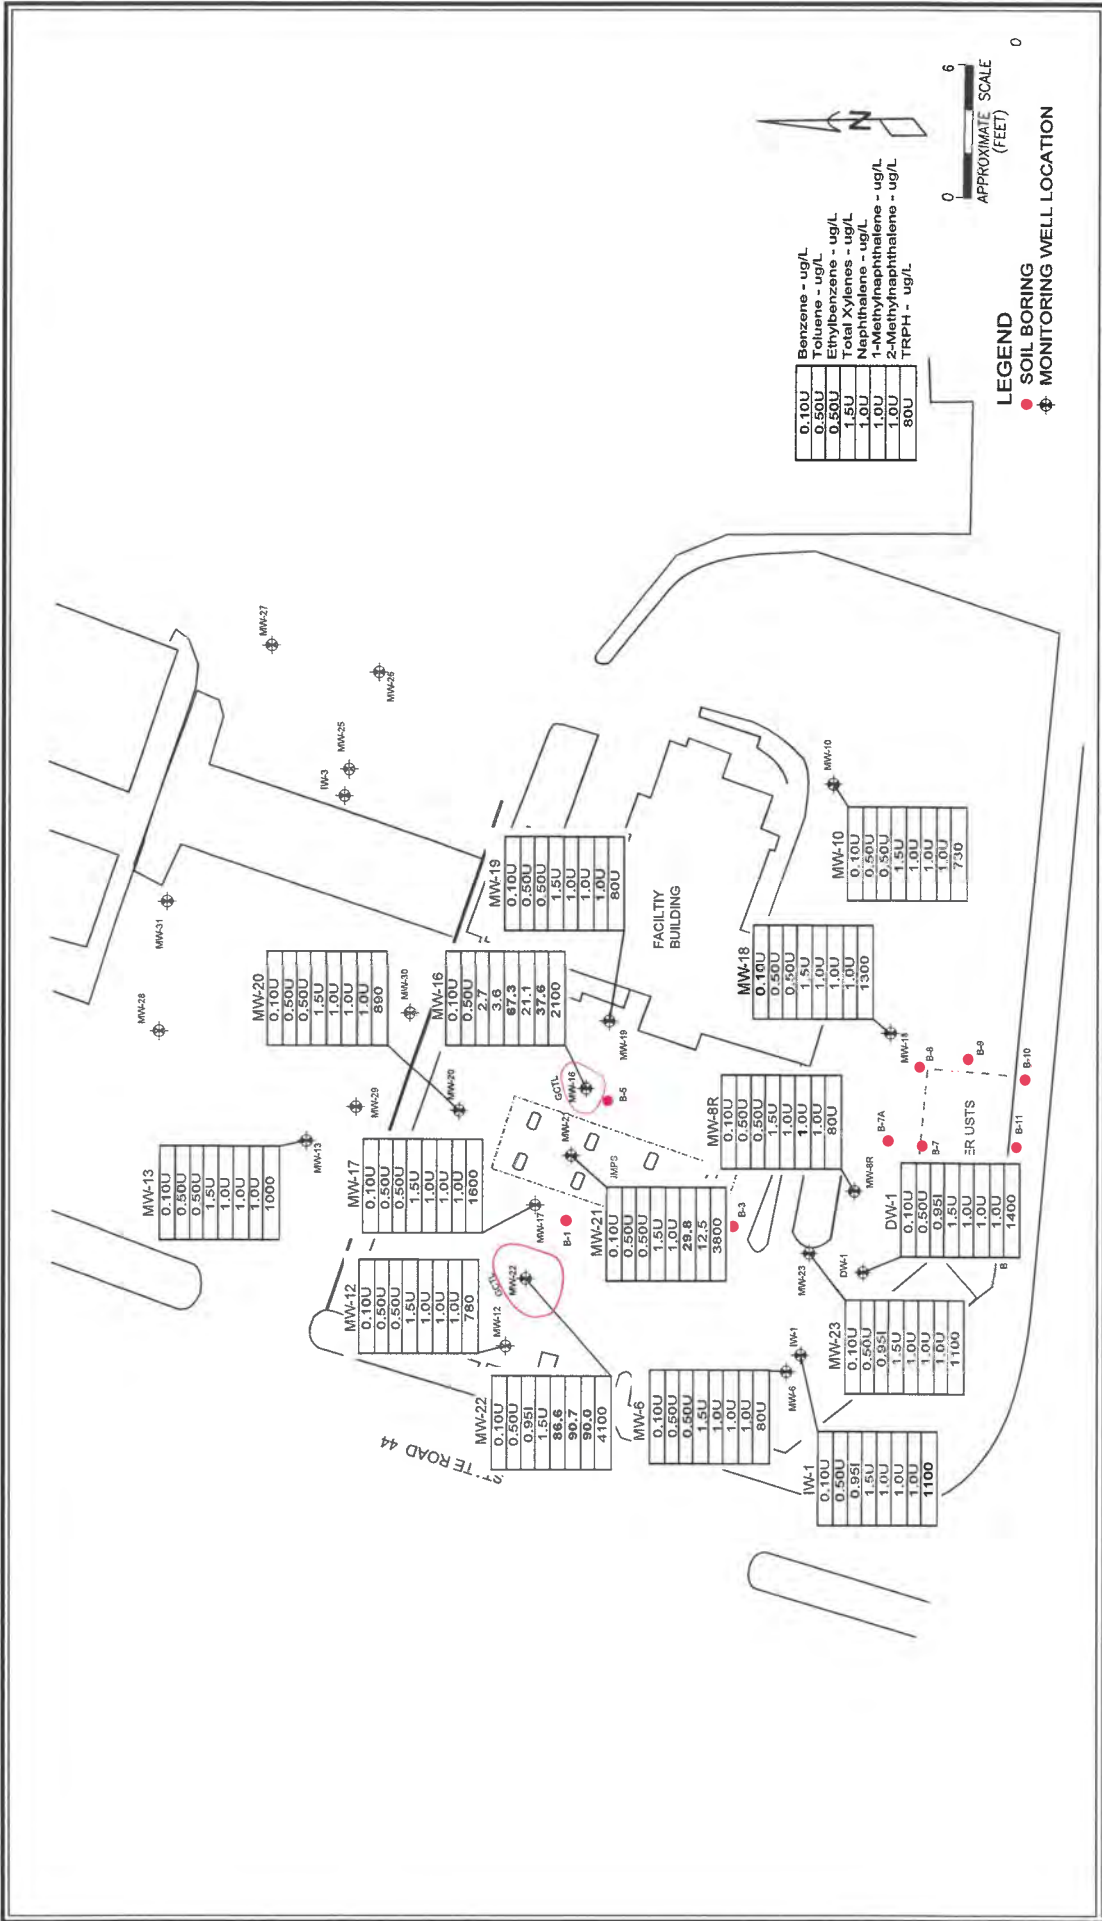 MW-27
MW-26
MW-25
IW-3
MW-31
MW-28
MW-30
MW-29
MW-20
0.10U
0.50U
0.50U
1.5U
1.0U
1.0U
1.0U
890
MW-20
MW-13
0.10U
0.50U
0.50U
1.5U
1.0U
1.0U
1.0U
1000
MW-13
MW-19
0.10U
0.50U
0.50U
1.5U
1.0U
1.0U
1.0U
80U
MW-19
MW-16
0.10U
0.50U
2.7
3.6
67.3
21.1
37.6
2100
GCTL
MW-16
B-5
MW-17
0.10U
0.50U
0.50U
1.5U
1.0U
1.0U
1.0U
1600
MW-17
B-1
MW-12
0.10U
0.50U
0.50U
1.5U
1.0U
1.0U
1.0U
780
MW-12
GCTL
MW-22
MW-22
0.10U
0.50U
0.95I
1.5U
86.6
90.7
90.0
4100
TE ROAD 44
MW-21
0.10U
0.50U
0.50U
1.5U
1.0U
29.8
12.5
3800
UMPS
B-3
FACILTIY
BUILDING
MW-10
MW-10
0.10U
0.50U
0.50U
1.5U
1.0U
1.0U
1.0U
730
MW-18
0.10U
0.50U
0.50U
1.5U
1.0U
1.0U
1.0U
1300
MW-18
MW-8R
0.10U
0.50U
0.50U
1.5U
1.0U
1.0U
1.0U
80U
MW-8R
B-7A
B-7
B-8
B-9
B-10
B-11
ER USTS
DW-1
0.10U
0.50U
0.95I
1.5U
1.0U
1.0U
1.0U
1400
DW-1
B
MW-23
MW-23
0.10U
0.50U
0.95I
1.5U
1.0U
1.0U
1.0U
1100
MW-6
0.10U
0.50U
0.50U
1.5U
1.0U
1.0U
1.0U
80U
MW-6
IW-1
IW-1
0.10U
0.50U
0.95I
1.5U
1.0U
1.0U
1.0U
1100
0.10U Benzene - ug/L
0.50U Toluene - ug/L
0.50U Ethylbenzene - ug/L
1.5U Total Xylenes - ug/L
1.0U Naphthalene - ug/L
1.0U 1-Methylnaphthalene - ug/L
1.0U 2-Methylnaphthalene - ug/L
80U TRPH - ug/L
N
0 6
APPROXIMATE SCALE
(FEET)
0
LEGEND
SOIL BORING
MONITORING WELL LOCATION